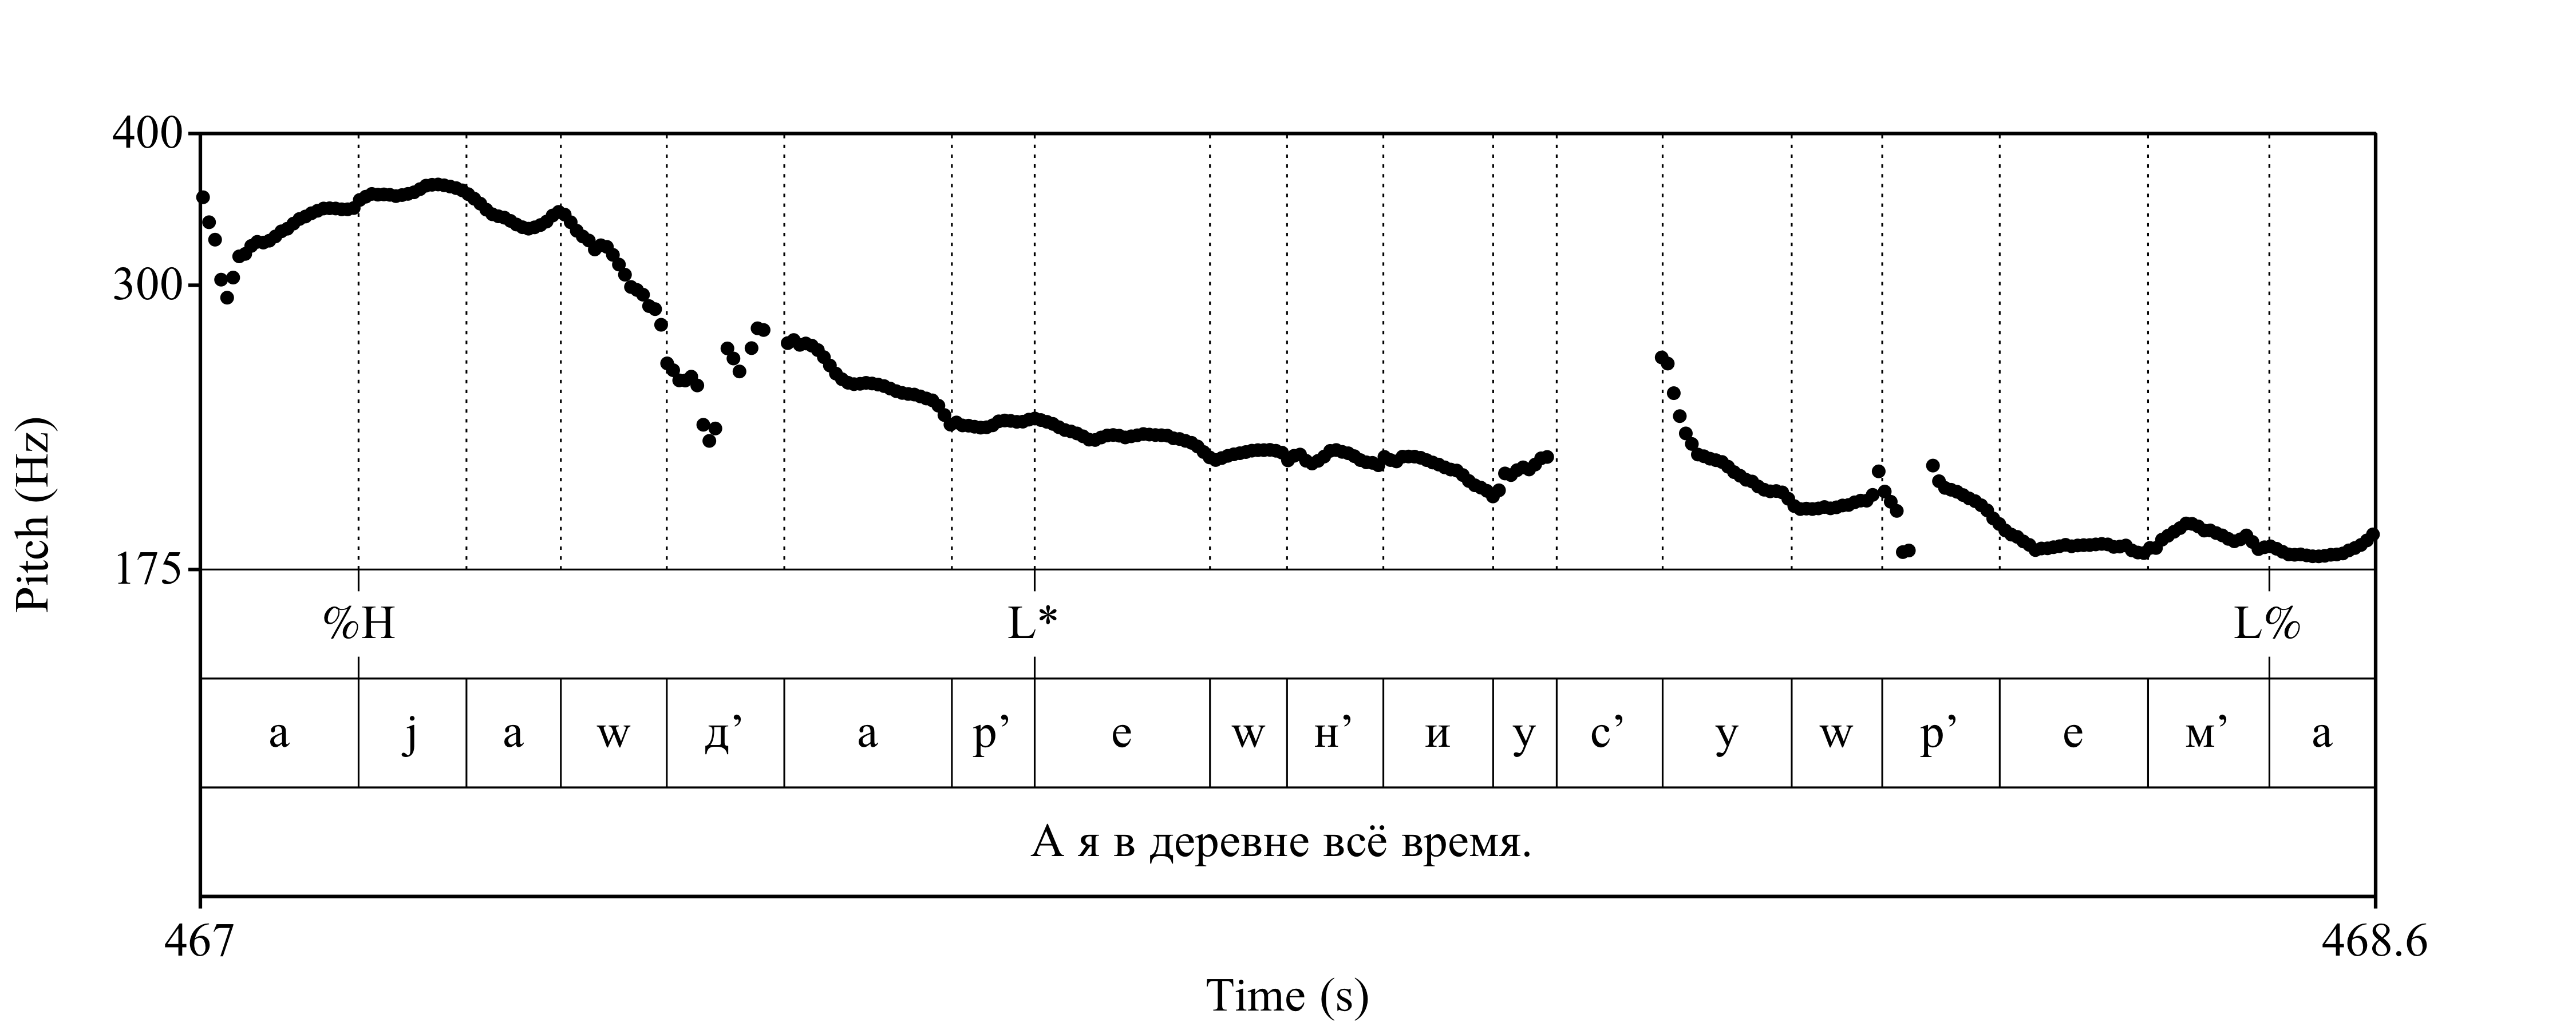 400
300
175
Pitch (Hz)
%H L* L%
а j а w д’ а р’ е w н’ и у с’ у w р’ е м’ а
А я в деревне всё время.
467 468.6
Time (s)